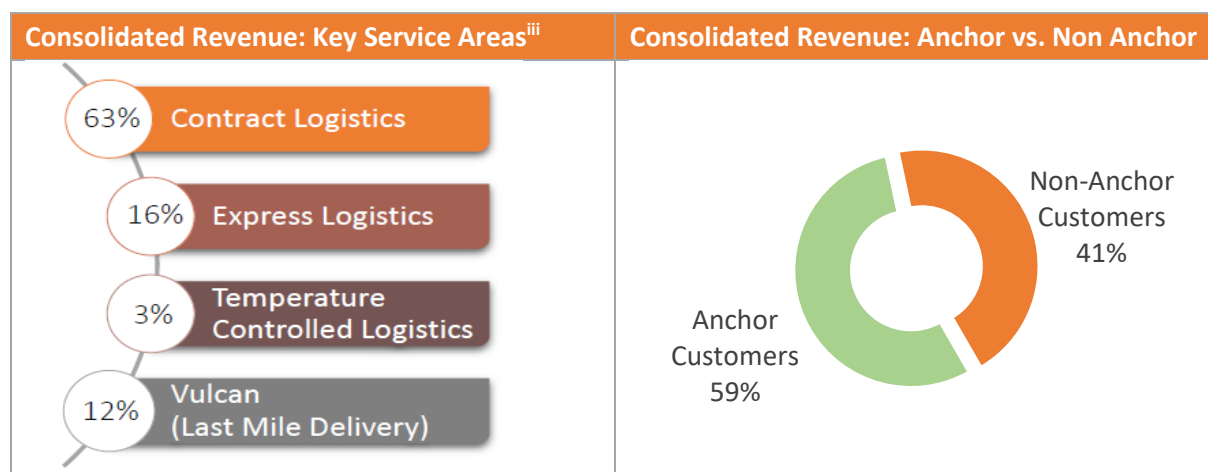 Consolidated Revenue: Key Service Areasiii
Consolidated Revenue: Anchor vs. Non Anchor
63%
Contract Logistics
16%
Express Logistics
3%
Temperature
Controlled Logistics
12%
Vulcan
(Last Mile Delivery)
Non-Anchor
Customers
41%
Anchor
Customers
59%